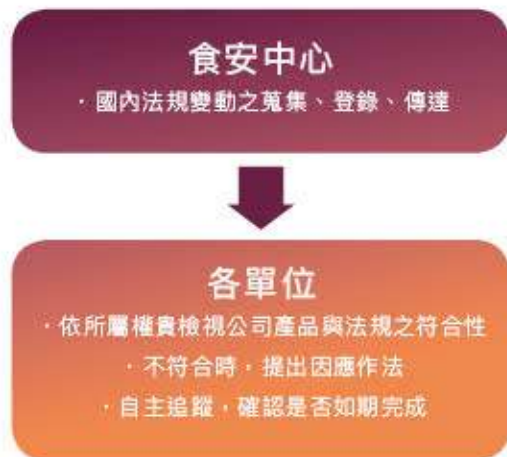 食安中心
・國內法規變動之蒐集、登錄、傳達
各單位
・依所屬權責檢視公司產品與法規之符合性
・不符合時，提出因應作法
・自主追蹤，確認是否如期完成